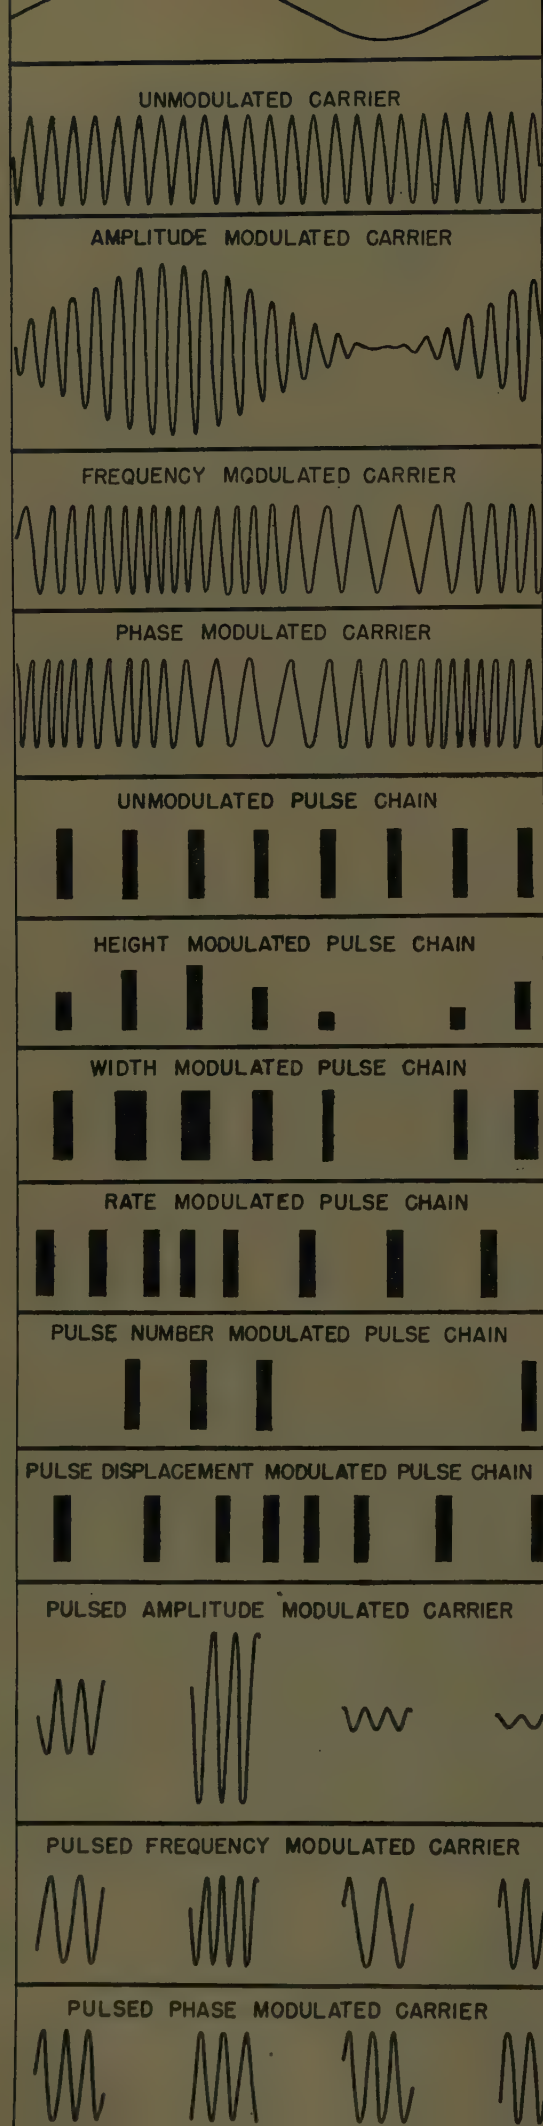 UNMODULATED CARRIER
AMPLITUDE MODULATED CARRIER
FREQUENCY MODULATED CARRIER
PHASE MODULATED CARRIER
UNMODULATED PULSE CHAIN
HEIGHT MODULATED PULSE CHAIN
WIDTH MODULATED PULSE CHAIN
RATE MODULATED PULSE CHAIN
PULSE NUMBER MODULATED PULSE CHAIN
PULSE DISPLACEMENT MODULATED PULSE CHAIN
PULSED AMPLITUDE MODULATED CARRIER
PULSED FREQUENCY MODULATED CARRIER
PULSED PHASE MODULATED CARRIER